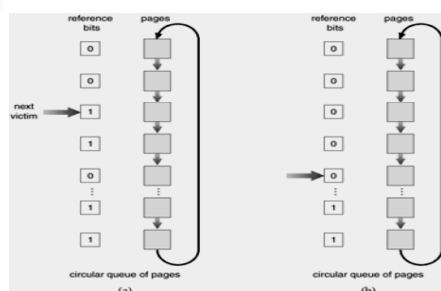 reference
bits
pages
0
0
next
victim
1
1
0
1
1
circular queue of pages
(a)
reference
bits
pages
0
0
0
0
0
1
1
circular queue of pages
(b)